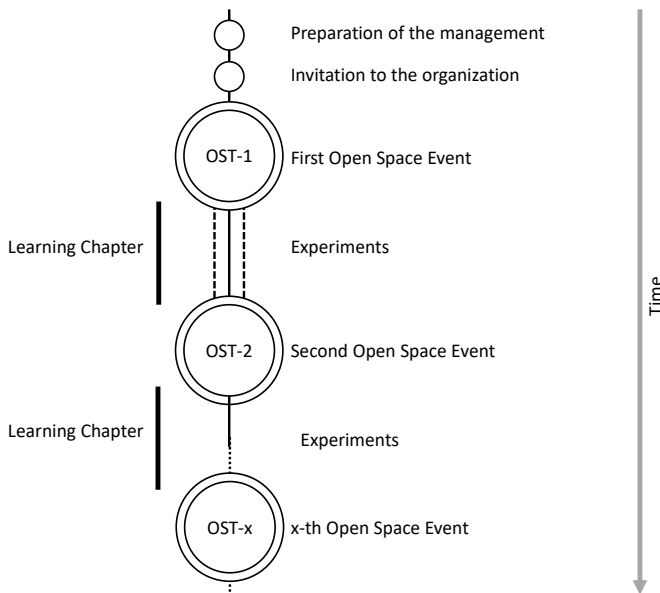 Preparation of the management
Invitation to the organization
OST-1
First Open Space Event
Learning Chapter
Experiments
Time
OST-2
Second Open Space Event
Learning Chapter
Experiments
OST-x
x-th Open Space Event